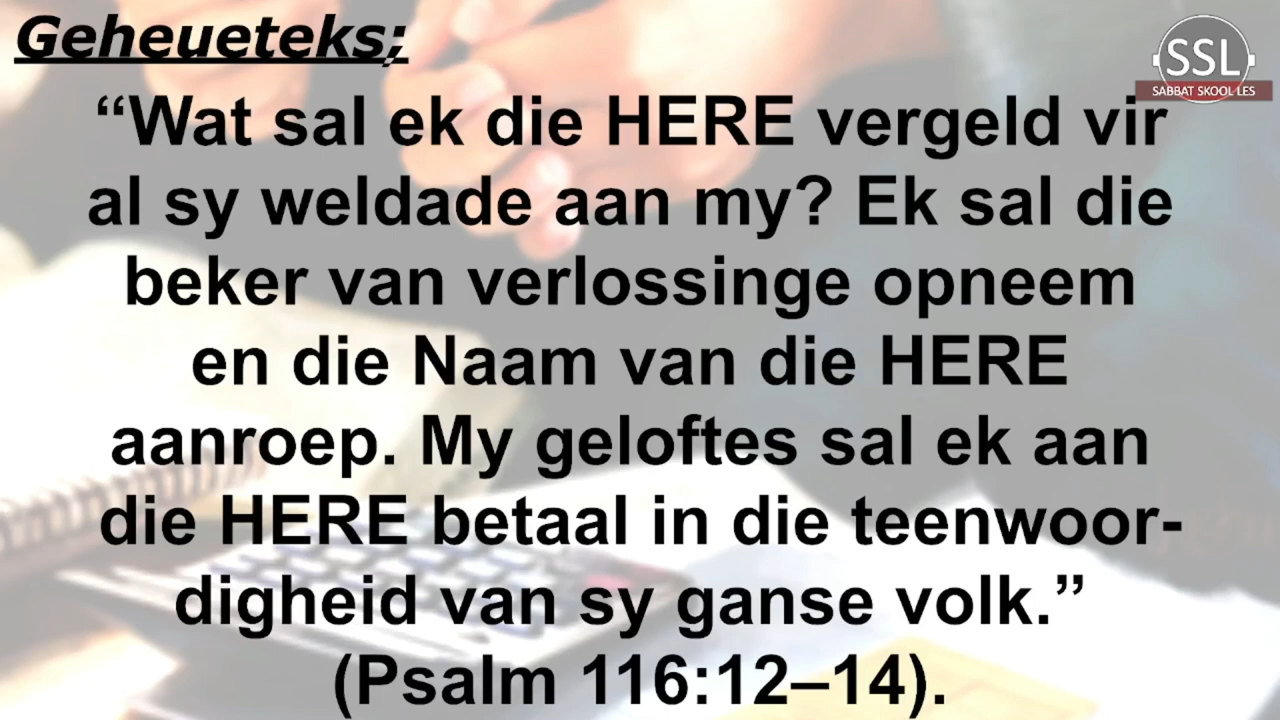 Geheueteks;
SSL
SABBAT SKOOL LES
“Wat sal ek die HERE vergeld vir
al sy weldade aan my? Ek sal die
beker van verlossinge opneem
en die Naam van die HERE
aanroep. My geloftes sal ek aan
die HERE betaal in die teenwoor-
digheid van sy ganse volk.”
(Psalm 116:12–14).